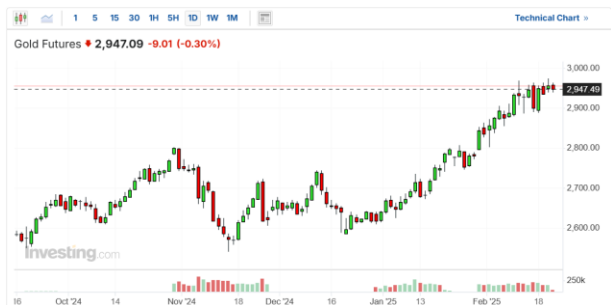 1 5 15 30 1H 5H 1D 1W 1M Technical Chart »
Gold Futures 2,947.09 -9.01 (-0.30%)
3,000.00
2,947.49
2,900.00
2,800.00
2,700.00
2,600.00
Investing.com
250k
16 Oct '24 14 Nov '24 18 Dec '24 16 Jan '25 13 Feb '25 18